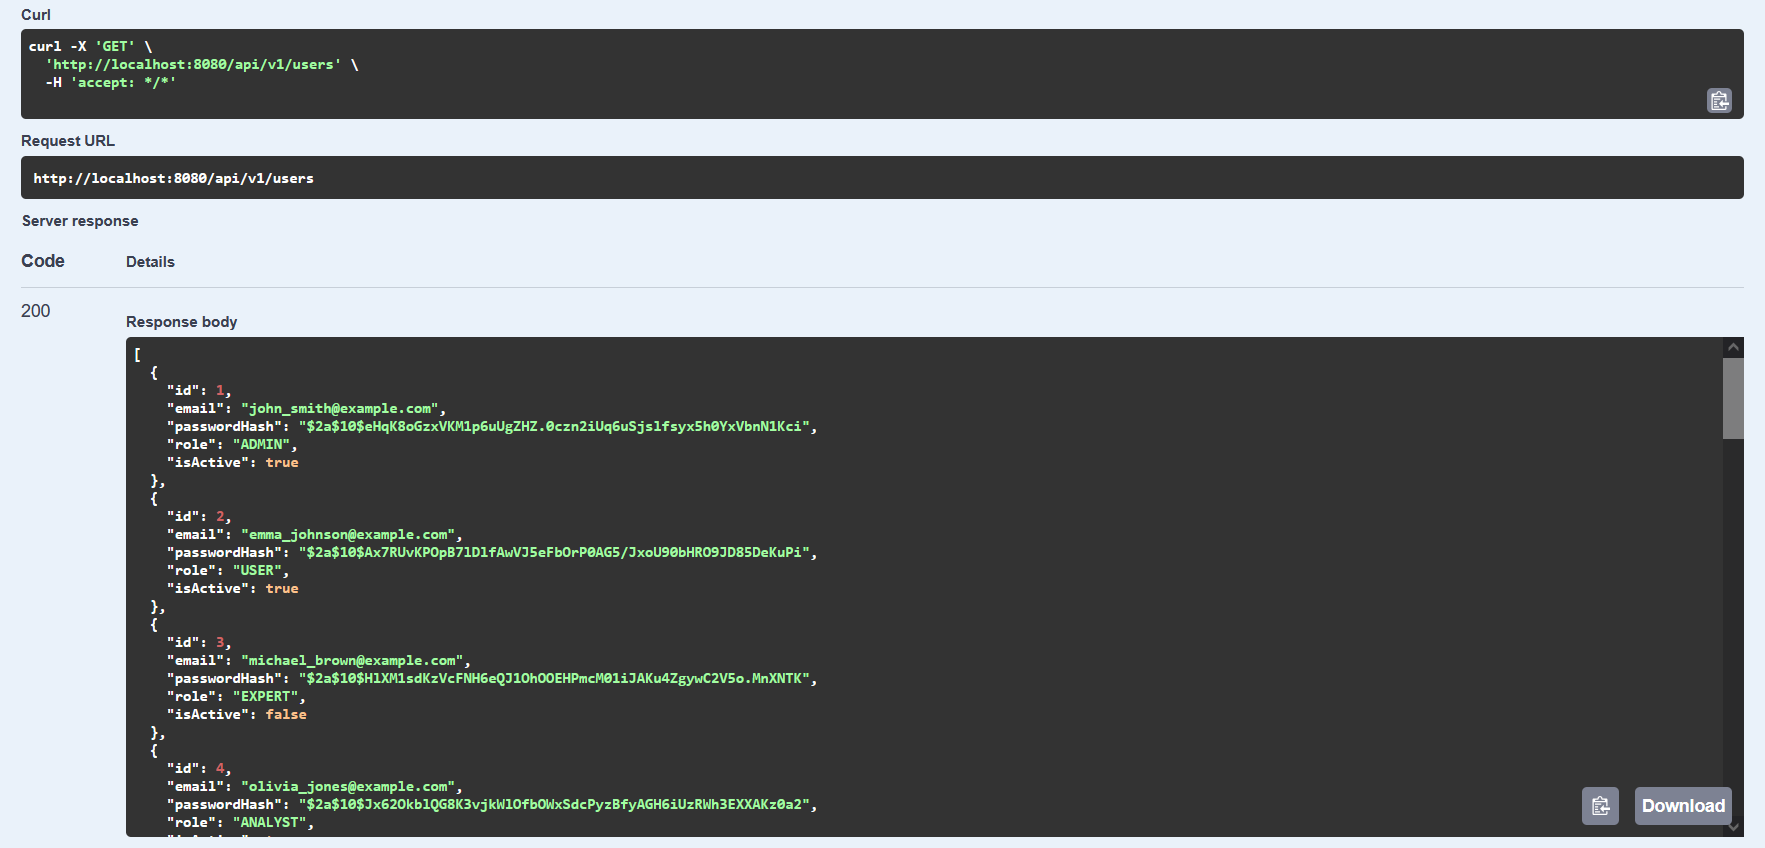 Curl
curl -X 'GET' \
  'http://localhost:8080/api/v1/users' \
  -H 'accept: */*'
Request URL
http://localhost:8080/api/v1/users
Server response
Code Details
200
Response body
[
  {
    "id": 1,
    "email": "john_smith@example.com",
    "passwordHash": "$2a$10$eHqK8oGzxVKM1p6uUgZHZ.0czn2iUq6uSjslfsyx5h0YxVbnN1Kci",
    "role": "ADMIN",
    "isActive": true
  },
  {
    "id": 2,
    "email": "emma_johnson@example.com",
    "passwordHash": "$2a$10$Ax7RUvKPOpB7lDlfAwVJ5eFbOrP0AG5/JxoU90bHRO9JD85DeKuPi",
    "role": "USER",
    "isActive": true
  },
  {
    "id": 3,
    "email": "michael_brown@example.com",
    "passwordHash": "$2a$10$HlXM1sdKzVcFNH6eQJ1OhOOEHPmcM01iJAKu4ZgywC2V5o.MnXNTK",
    "role": "EXPERT",
    "isActive": false
  },
  {
    "id": 4,
    "email": "olivia_jones@example.com",
    "passwordHash": "$2a$10$Jx62OkblQG8K3vjkWlOfbOWxSdcPyzBfyAGH6iUzRWh3EXXAKz0a2",
    "role": "ANALYST",
Download